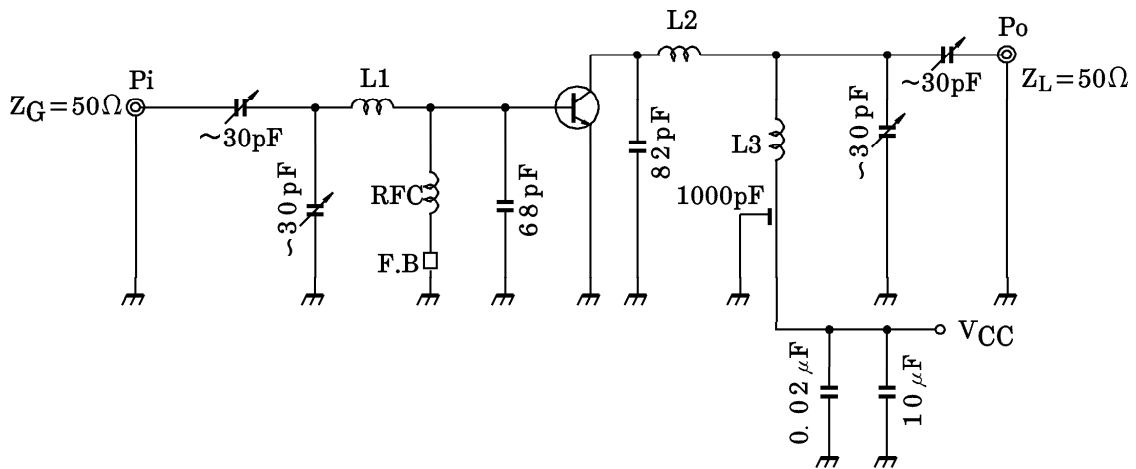 L2
Po
Pi
L1
ZG=50Ω
~30pF
ZL=50Ω
~30pF
~30pF
RFC
68pF
82pF
L3
~30pF
1000pF
F.B
VCC
0.02μF
10μF